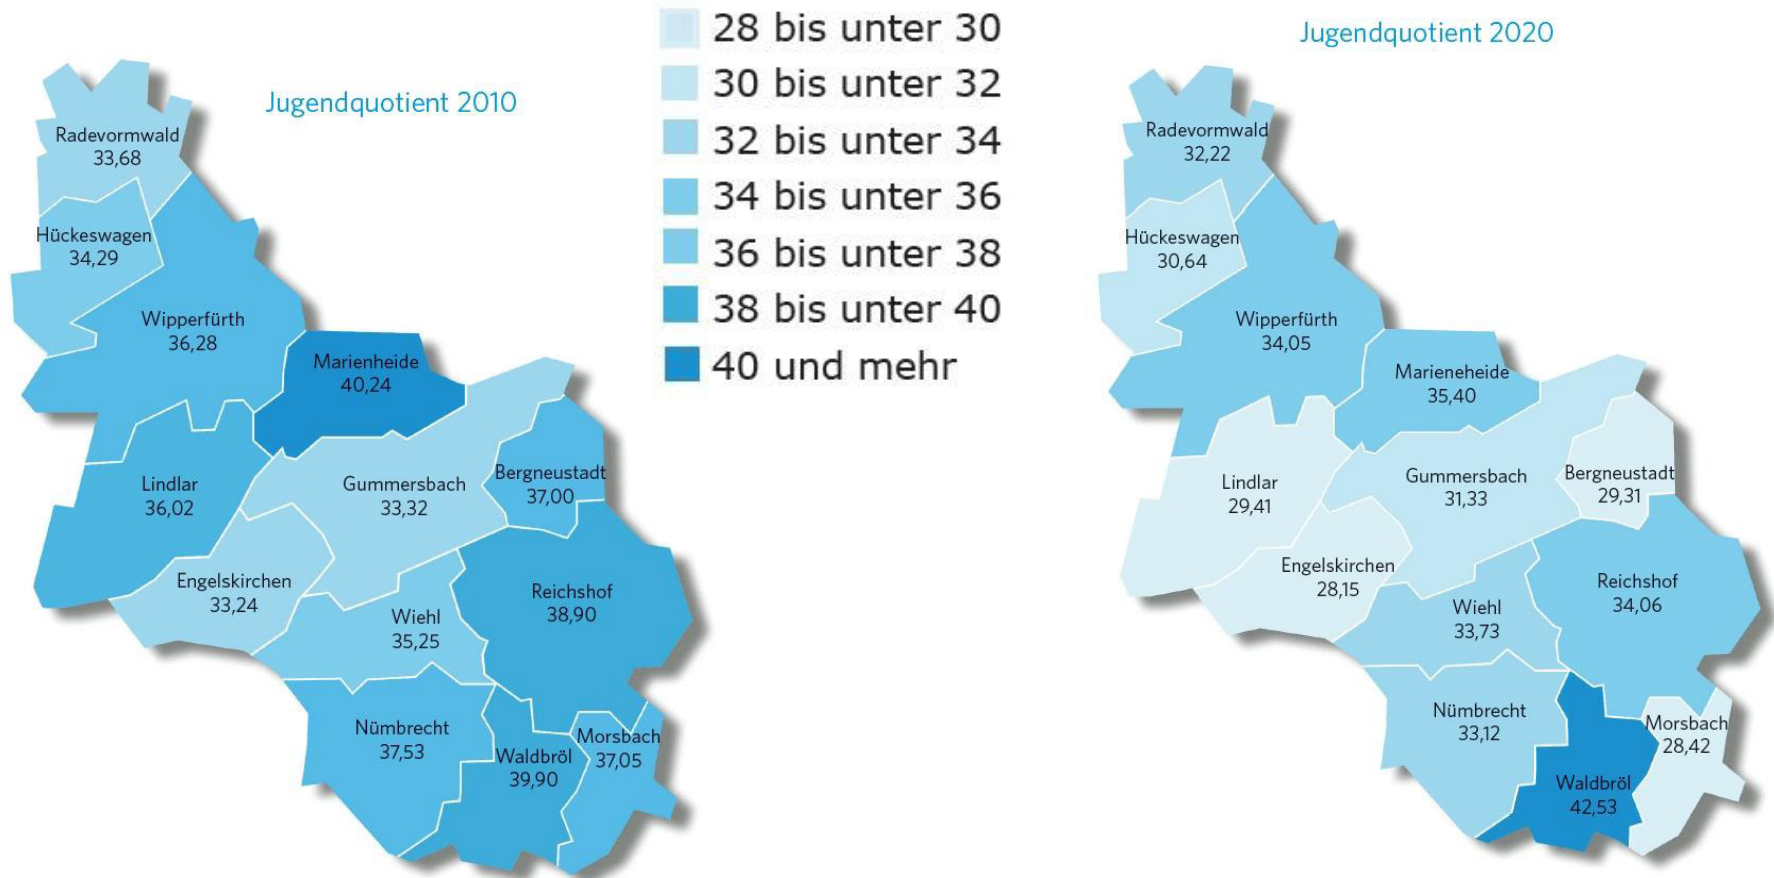 Jugendquotient 2010
Radevormwald
33,68
Hückeswagen
34,29
Wipperfürth
36,28
Marienheide
40,24
Lindlar
36,02
Gummersbach
33,32
Bergneustadt
37,00
Engelskirchen
33,24
Wiehl
35,25
Reichshof
38,90
Nümbrecht
37,53
Waldbröl
39,90
Morsbach
37,05
28 bis unter 30
30 bis unter 32
32 bis unter 34
34 bis unter 36
36 bis unter 38
38 bis unter 40
40 und mehr
Jugendquotient 2020
Radevormwald
32,22
Hückeswagen
30,64
Wipperfürth
34,05
Marieneheide
35,40
Lindlar
29,41
Gummersbach
31,33
Bergneustadt
29,31
Engelskirchen
28,15
Wiehl
33,73
Reichshof
34,06
Nümbrecht
33,12
Waldbröl
42,53
Morsbach
28,42